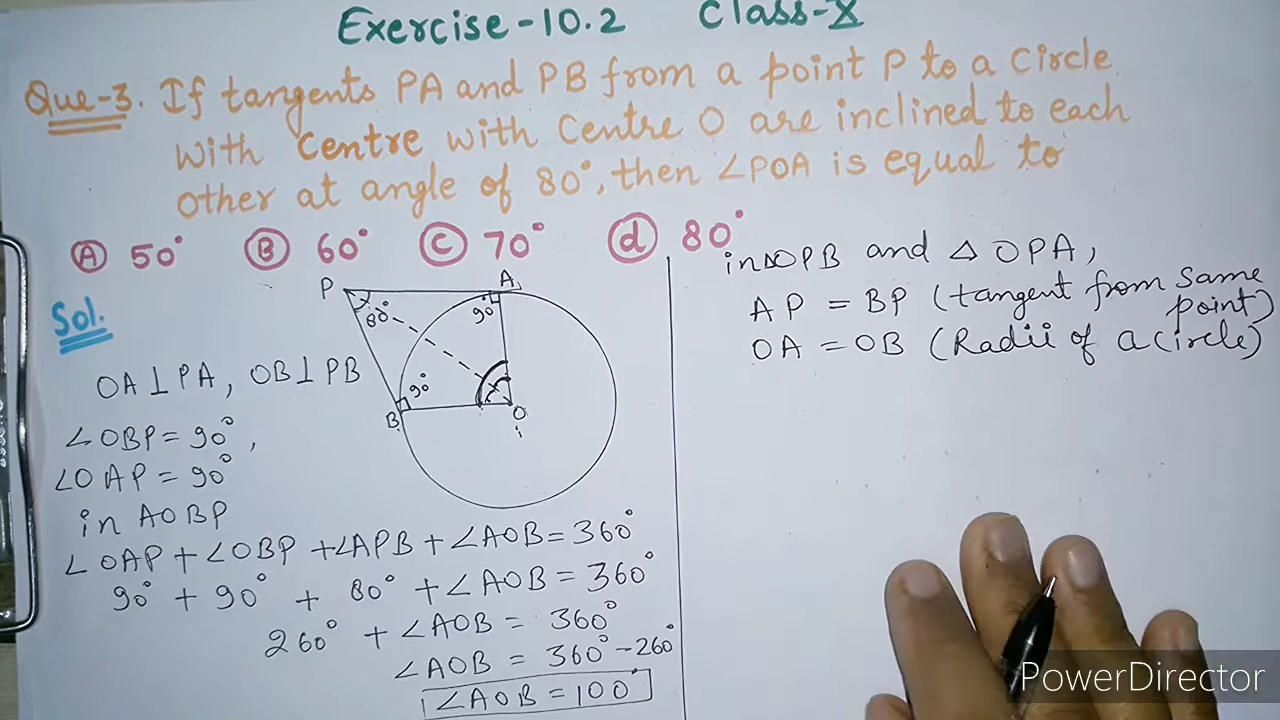 Exercise-10.2 Class-X
Que-3. If tangents PA and PB from a point P to a Circle
with Centre with Centre O are inclined to each
other at angle of 80°, then ∠POA is equal to
(A) 50° (B) 60° (C) 70° (d) 80°
Sol.
P
A
80°
90°
90°
B
O
OA⊥PA, OB⊥PB
∠OBP = 90°,
∠OAP = 90°
in AOBP
∠OAP + ∠OBP + ∠APB + ∠AOB = 360°
90° + 90° + 80° + ∠AOB = 360°
260° + ∠AOB = 360°
∠AOB = 360° - 260°
∠AOB = 100°
in△OPB and △OPA,
AP = BP (tangent from same
point)
OA = OB (Radii of a circle)
PowerDirector